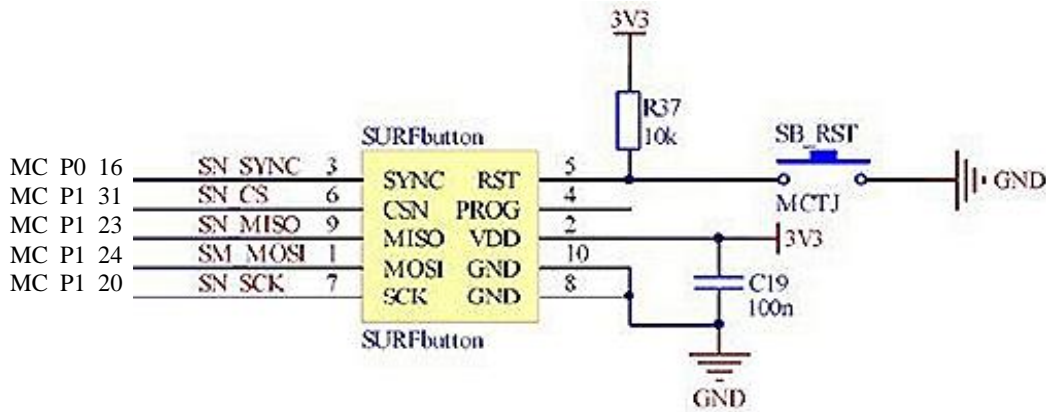 3V3
R37
10k
SURFbutton
SB_RST
MC P0 16 SN SYNC 3 SYNC RST 5
MC P1 31 SN CS 6 CSN PROG 4
MC P1 23 SN MISO 9 MISO VDD 2
MC P1 24 SM MOSI 1 MOSI GND 10
MC P1 20 SN SCK 7 SCK GND 8
MCTJ
GND
3V3
C19
100n
SURFbutton
GND